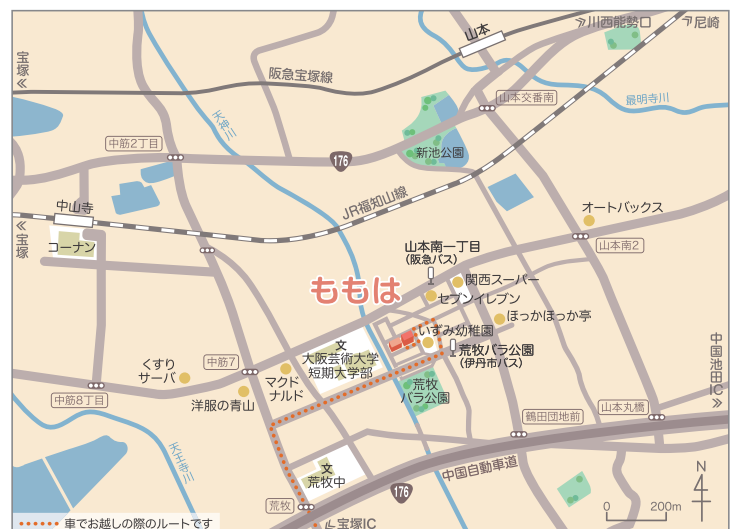 川西能勢口
尼崎
山本
宝塚
阪急宝塚線
山本交番南
最明寺川
天神川
中筋2丁目
176
新池公園
JR福知山線
中山寺
オートバックス
宝塚
コーナン
山本南一丁目
(阪急バス)
山本南2
関西スーパー
ももは
セブンイレブン
ほっかほっか亭
いずみ幼稚園
文
大阪芸術大学
短期大学部
荒牧バラ公園
(伊丹市バス)
中国池田IC
くすり
サーバ
中筋7
マクド
ナルド
荒牧
バラ公園
中筋8丁目
洋服の青山
鶴田団地前
山本丸橋
天王寺川
文
荒牧中
中国自動車道
N
176
荒牧
0 200m
車でお越しの際のルートです
宝塚IC